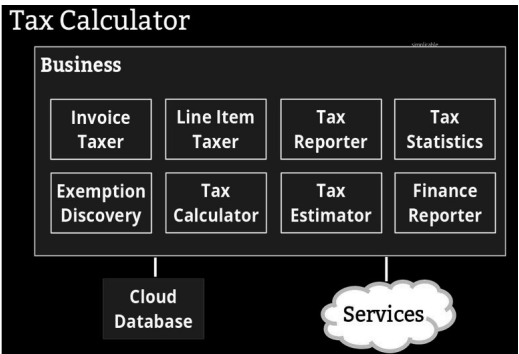 Tax Calculator
Business
Invoice
Taxer
Line Item
Taxer
Tax
Reporter
Tax
Statistics
Exemption
Discovery
Tax
Calculator
Tax
Estimator
Finance
Reporter
Cloud
Database
Services